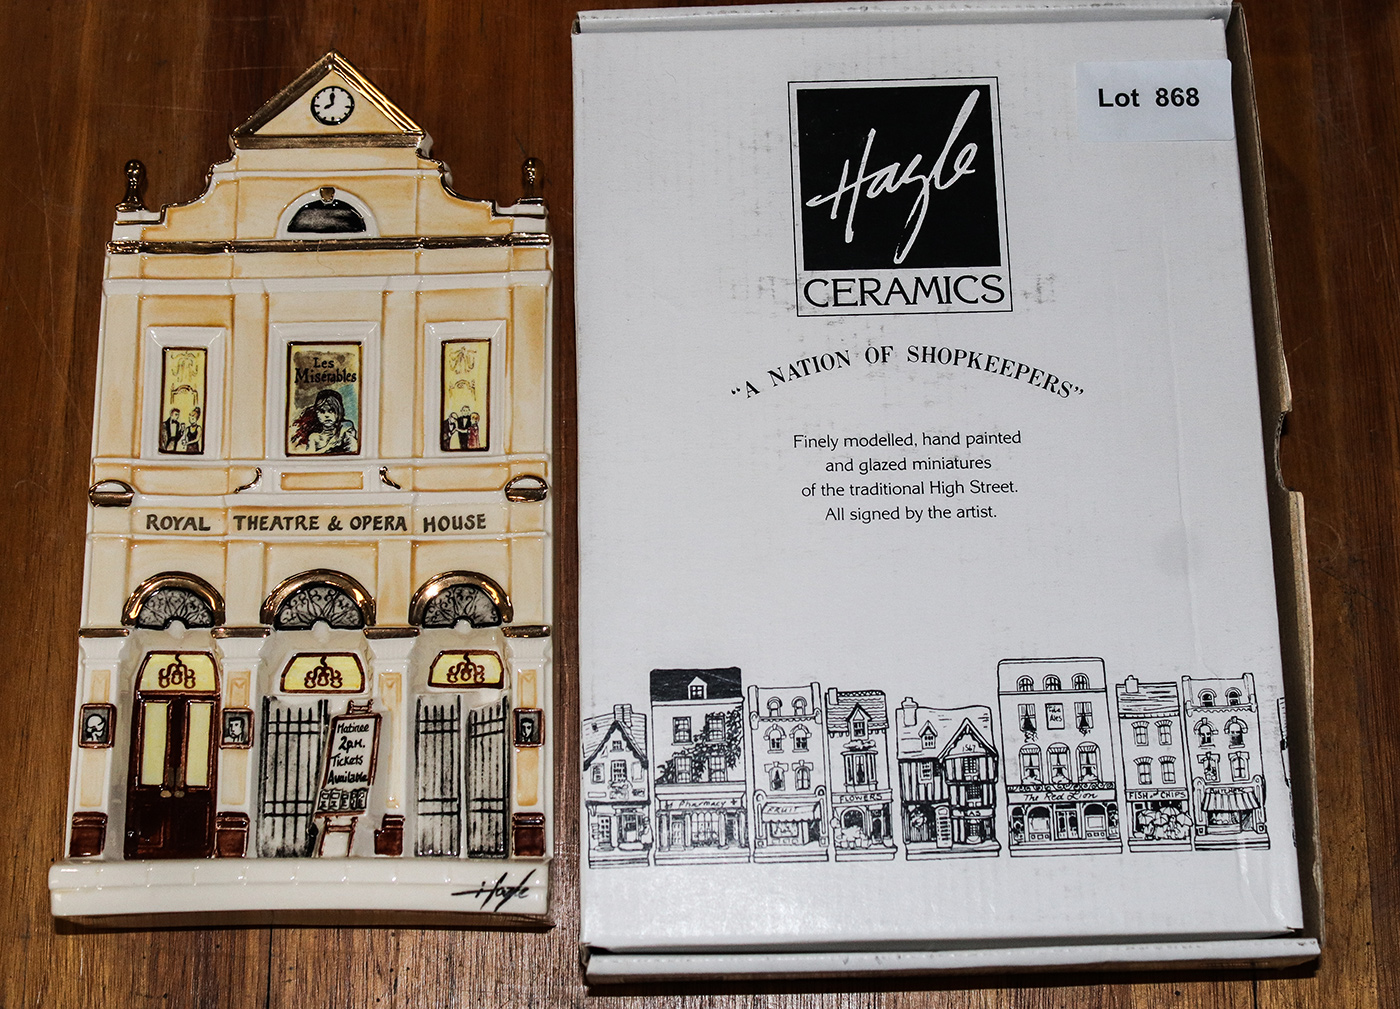 Les
Misérables
ROYAL THEATRE & OPERA HOUSE
Matinee
2pm.
Tickets
Available
Hazle
Lot 868
Hazle
CERAMICS
"A NATION OF SHOPKEEPERS"
Finely modelled, hand painted
and glazed miniatures
of the traditional High Street.
All signed by the artist.
Pharmacy
FRUIT
FLOWERS
The Red Lion
FISH & CHIPS